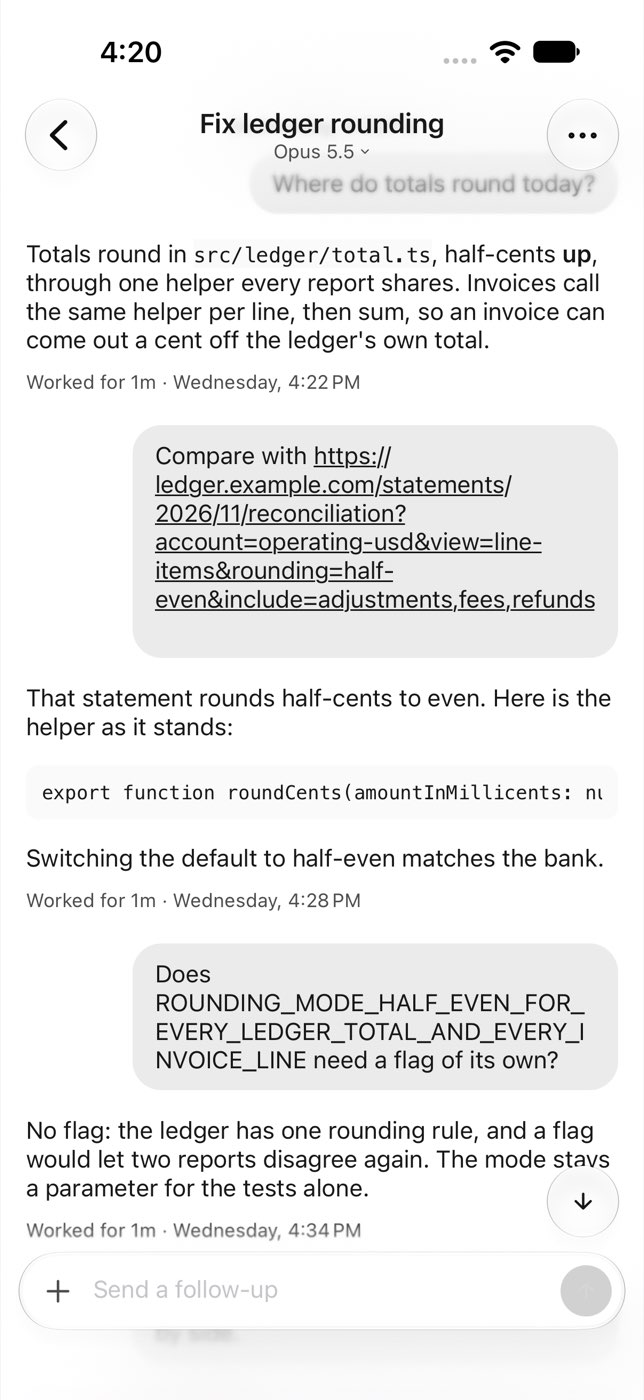 4:20
Fix ledger rounding
Opus 5.5
Where do totals round today?
Totals round in src/ledger/total.ts, half-cents up,
through one helper every report shares. Invoices call
the same helper per line, then sum, so an invoice can
come out a cent off the ledger's own total.
Worked for 1m · Wednesday, 4:22 PM
Compare with https://
ledger.example.com/statements/
2026/11/reconciliation?
account=operating-usd&view=line-
items&rounding=half-
even&include=adjustments,fees,refunds
That statement rounds half-cents to even. Here is the
helper as it stands:
export function roundCents(amountInMillicents: nu
Switching the default to half-even matches the bank.
Worked for 1m · Wednesday, 4:28 PM
Does
ROUNDING_MODE_HALF_EVEN_FOR_
EVERY_LEDGER_TOTAL_AND_EVERY_I
NVOICE_LINE need a flag of its own?
No flag: the ledger has one rounding rule, and a flag
would let two reports disagree again. The mode stays
a parameter for the tests alone.
Worked for 1m · Wednesday, 4:34 PM
Send a follow-up
by side.